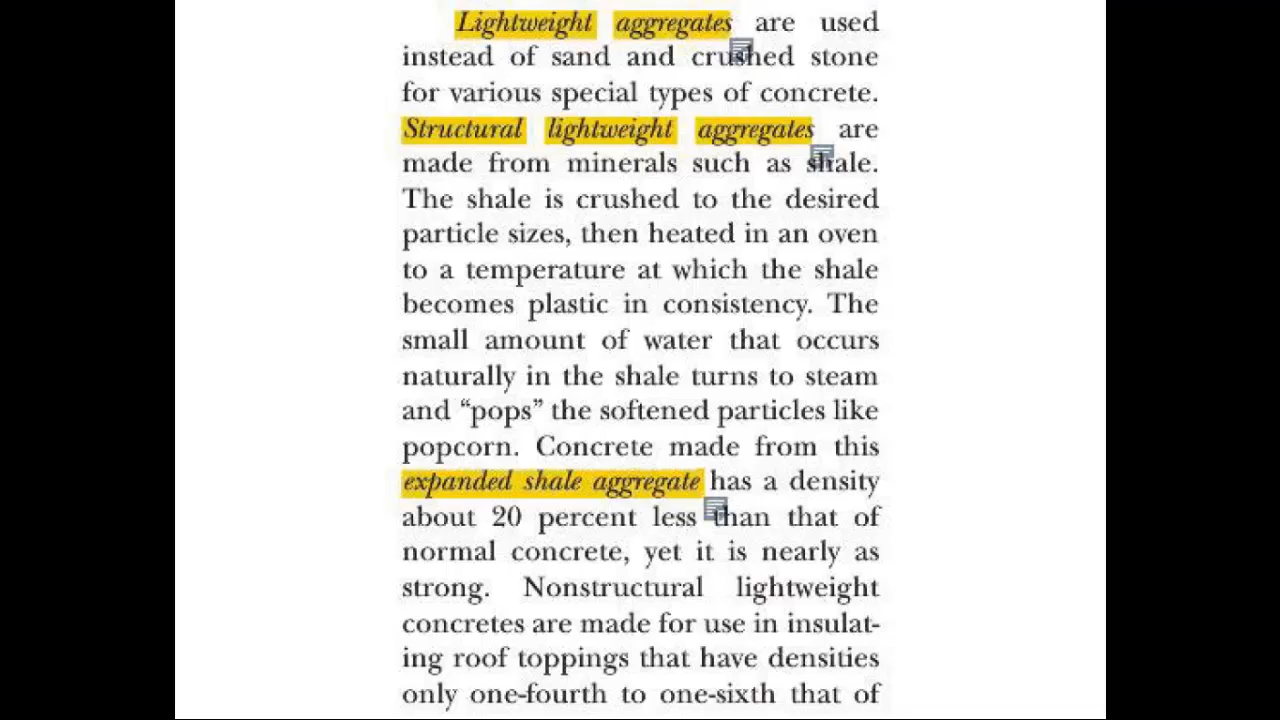 Lightweight aggregates are used
instead of sand and crushed stone
for various special types of concrete.
Structural lightweight aggregates are
made from minerals such as shale.
The shale is crushed to the desired
particle sizes, then heated in an oven
to a temperature at which the shale
becomes plastic in consistency. The
small amount of water that occurs
naturally in the shale turns to steam
and “pops” the softened particles like
popcorn. Concrete made from this
expanded shale aggregate has a density
about 20 percent less than that of
normal concrete, yet it is nearly as
strong. Nonstructural lightweight
concretes are made for use in insulat-
ing roof toppings that have densities
only one-fourth to one-sixth that of